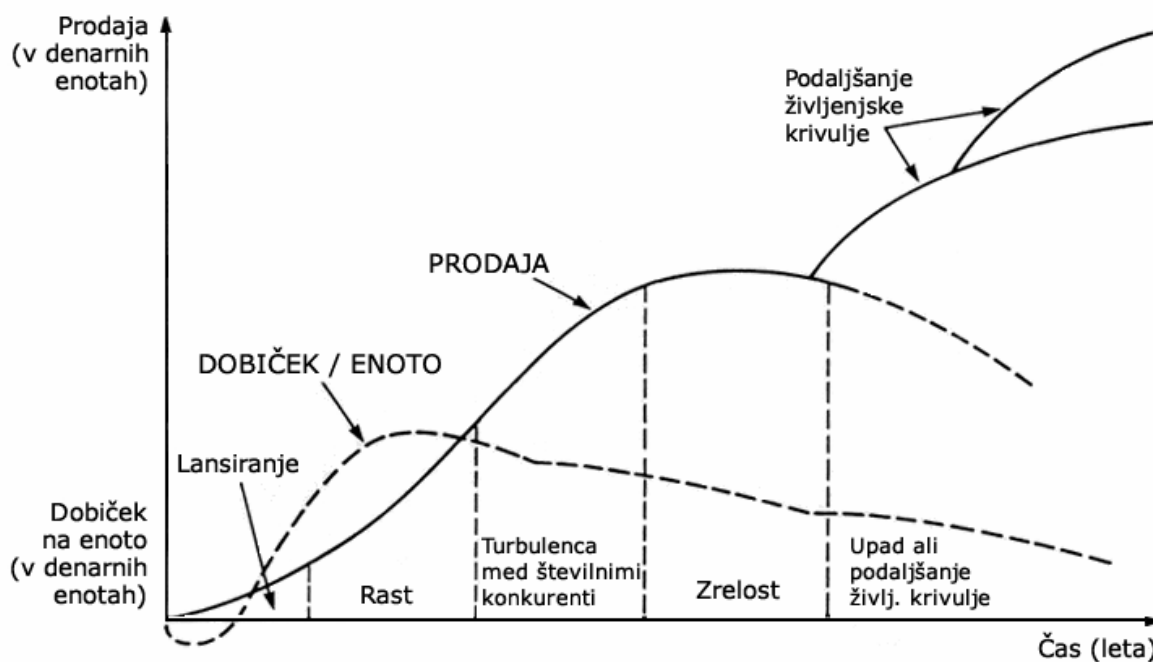 Prodaja
(v denarnih
enotah)
Podaljšanje
življenjske
krivulje
PRODAJA
DOBIČEK / ENOTO
Lansiranje
Dobiček
na enoto
(v denarnih
enotah)
Rast
Turbulenca
med številnimi
konkurenti
Zrelost
Upad ali
podaljšanje
življ. krivulje
Čas (leta)